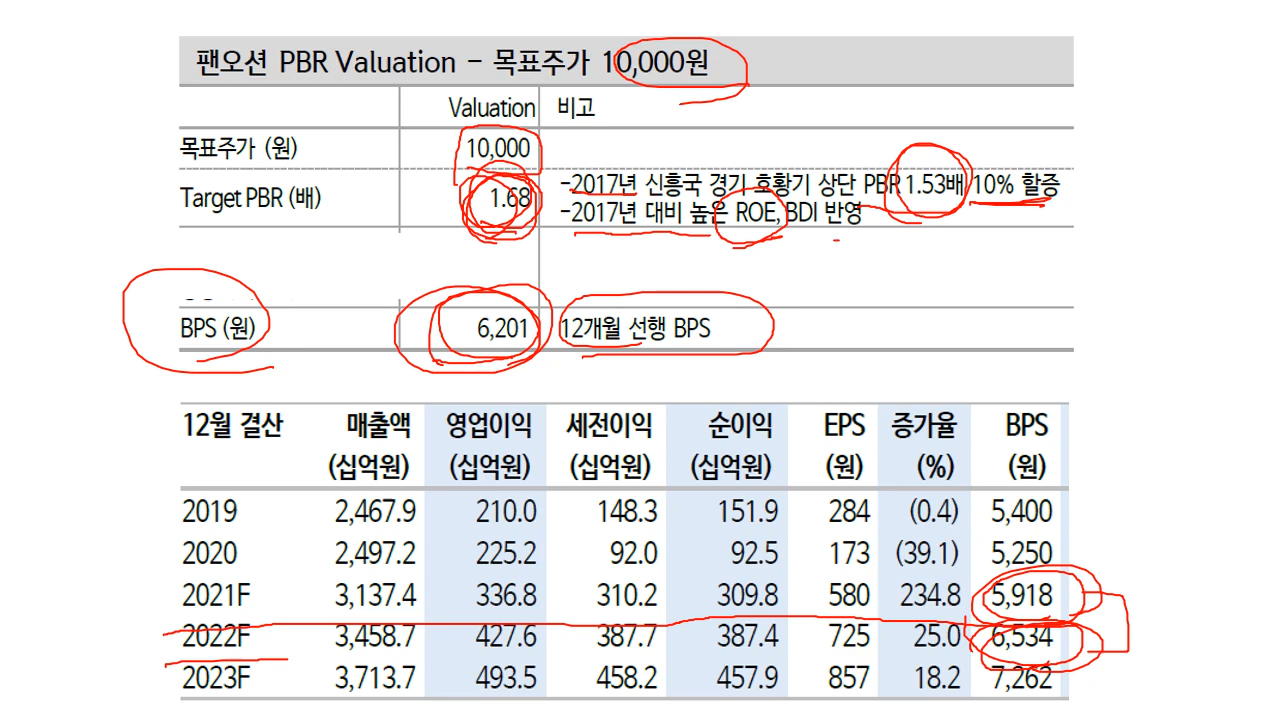 팬오션 PBR Valuation - 목표주가 10,000원
Valuation 비고
목표주가 (원) 10,000
Target PBR (배) 1.68 -2017년 신흥국 경기 호황기 상단 PBR 1.53배 10% 할증
-2017년 대비 높은 ROE, BDI 반영
BPS (원) 6,201 12개월 선행 BPS
12월 결산 매출액 영업이익 세전이익 순이익 EPS 증가율 BPS
(십억원) (십억원) (십억원) (십억원) (원) (%) (원)
2019 2,467.9 210.0 148.3 151.9 284 (0.4) 5,400
2020 2,497.2 225.2 92.0 92.5 173 (39.1) 5,250
2021F 3,137.4 336.8 310.2 309.8 580 234.8 5,918
2022F 3,458.7 427.6 387.7 387.4 725 25.0 6,534
2023F 3,713.7 493.5 458.2 457.9 857 18.2 7,262